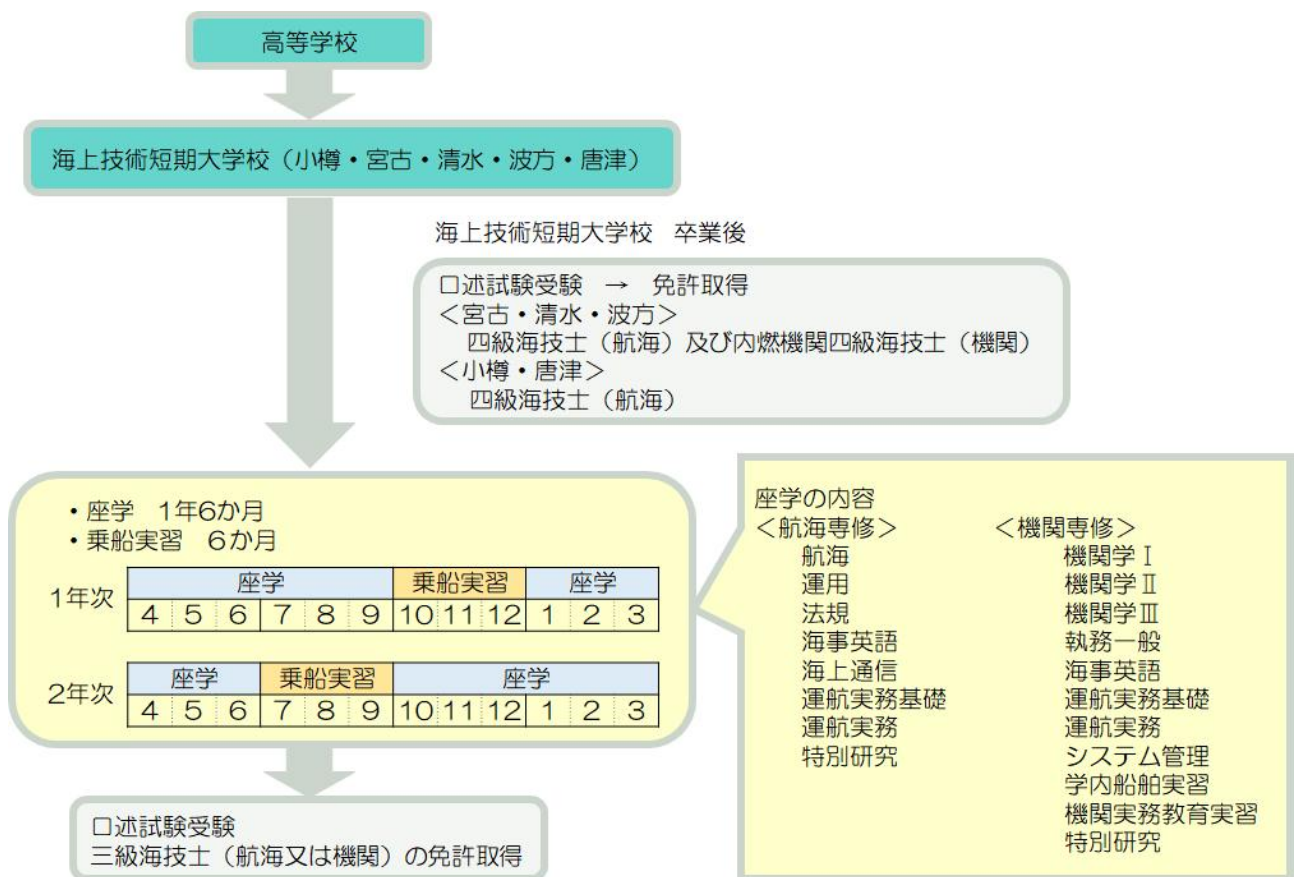 高等学校
海上技術短期大学校（小樽・宮古・清水・波方・唐津）
海上技術短期大学校　卒業後
口述試験受験　→　免許取得
＜宮古・清水・波方＞
四級海技士（航海）及び内燃機関四級海技士（機関）
＜小樽・唐津＞
四級海技士（航海）
・座学　1年6か月
・乗船実習　6か月
座学 乗船実習 座学
1年次 4 5 6 7 8 9 10 11 12 1 2 3
座学 乗船実習 座学
2年次 4 5 6 7 8 9 10 11 12 1 2 3
座学の内容
＜航海専修＞ ＜機関専修＞
航海 機関学Ⅰ
運用 機関学Ⅱ
法規 機関学Ⅲ
海事英語 執務一般
海上通信 海事英語
運航実務基礎 運航実務基礎
運航実務 運航実務
特別研究 システム管理
学内船舶実習
機関実務教育実習
特別研究
口述試験受験
三級海技士（航海又は機関）の免許取得